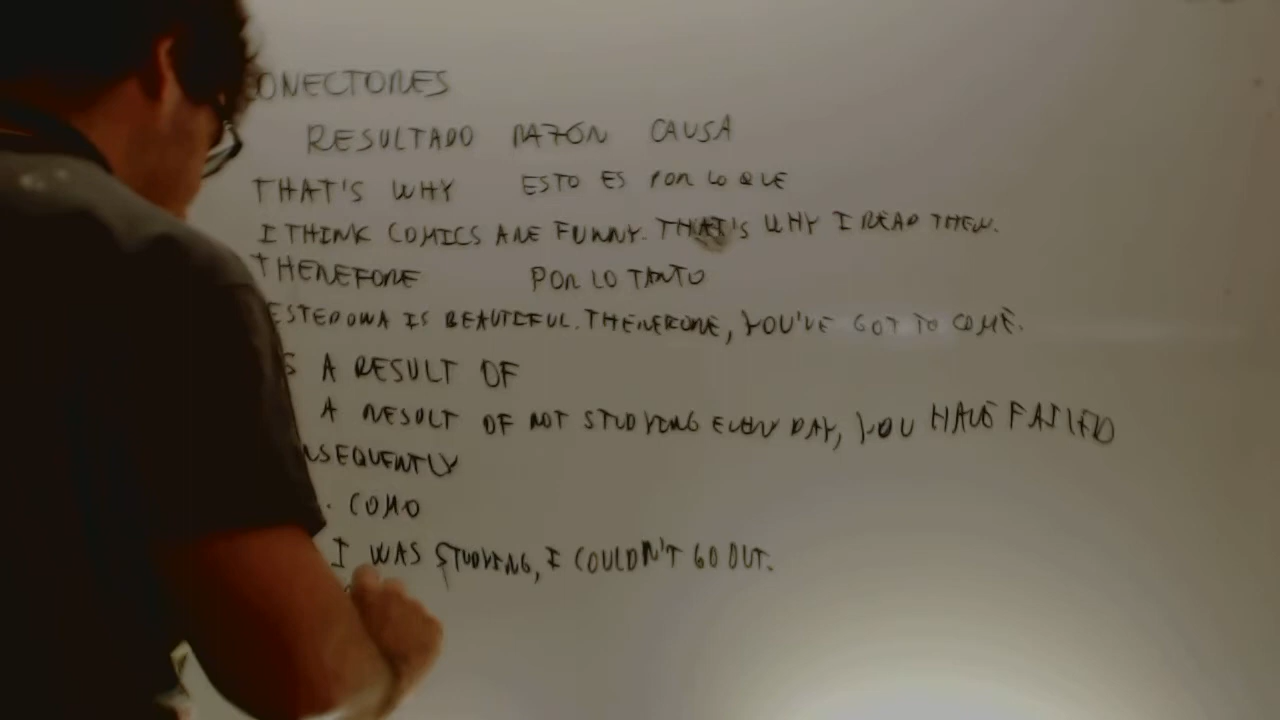 ONECTORES
RESULTADO RAZÓN CAUSA
THAT'S WHY ESTO ES POR LO QUE
I THINK COMICS ARE FUNNY. THAT'S WHY I READ THEM.
THEREFORE POR LO TANTO
ESTEPONA IS BEAUTIFUL. THEREFORE, YOU'VE GOT TO COME.
S A RESULT OF
A RESULT OF NOT STUDYING EVERY DAY, YOU HAVE FAILED
NSEQUENTLY
. COMO
I WAS STUDYING, I COULDN'T GO OUT.